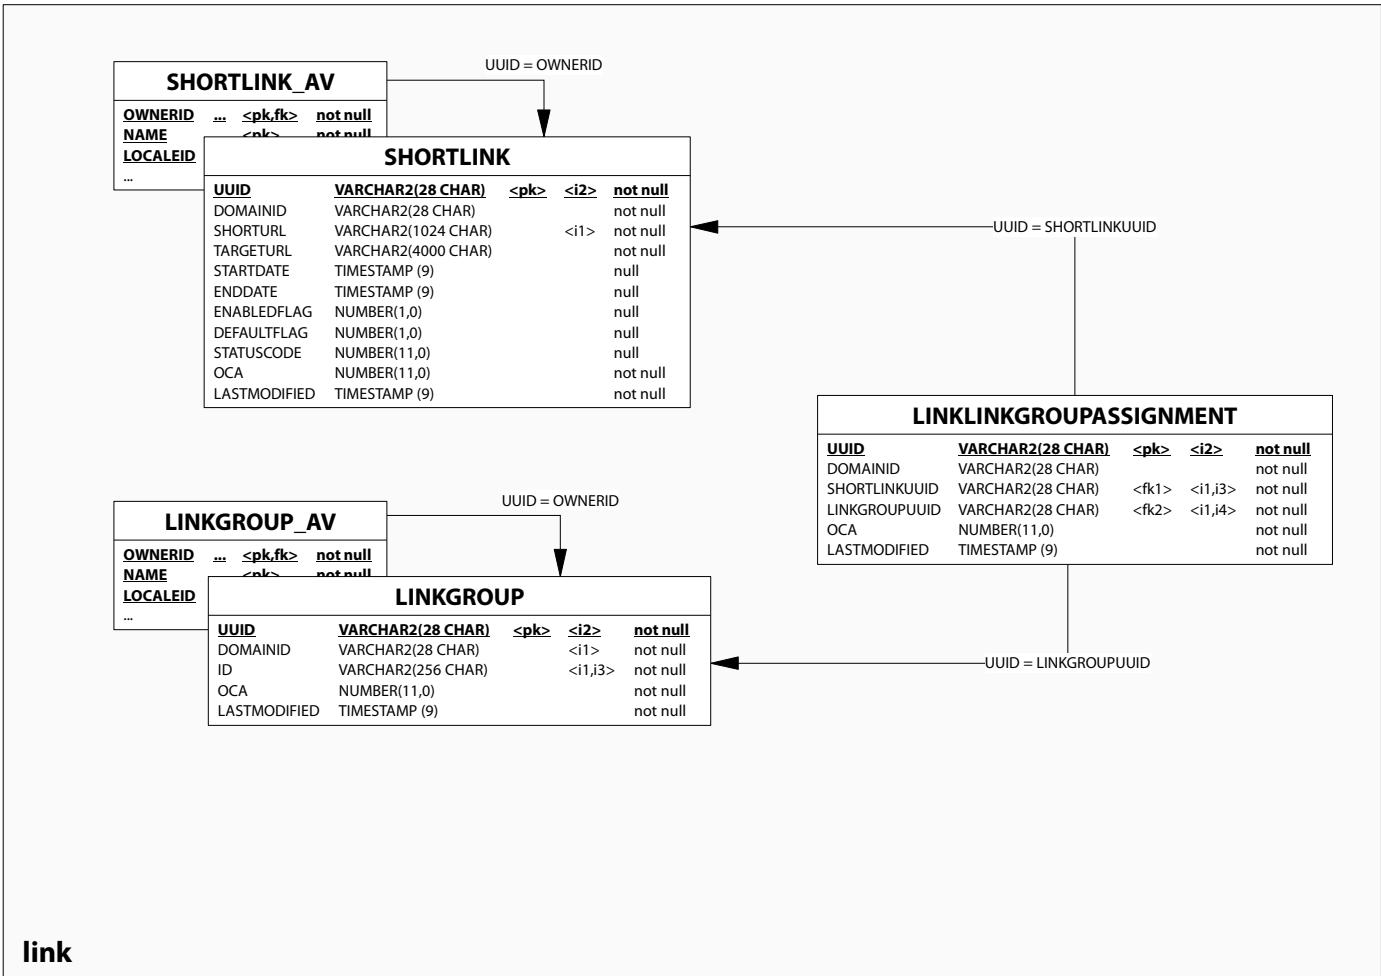 UUID = OWNERID
SHORTLINK_AV
OWNERID ... <pk,fk> not null
NAME <pk> not null
LOCALEID
...
SHORTLINK
UUID VARCHAR2(28 CHAR) <pk> <i2> not null
DOMAINID VARCHAR2(28 CHAR) not null
SHORTURL VARCHAR2(1024 CHAR) <i1> not null
TARGETURL VARCHAR2(4000 CHAR) not null
STARTDATE TIMESTAMP (9) null
ENDDATE TIMESTAMP (9) null
ENABLEDFLAG NUMBER(1,0) null
DEFAULTFLAG NUMBER(1,0) null
STATUSCODE NUMBER(11,0) null
OCA NUMBER(11,0) not null
LASTMODIFIED TIMESTAMP (9) not null
UUID = SHORTLINKUUID
LINKLINKGROUPASSIGNMENT
UUID VARCHAR2(28 CHAR) <pk> <i2> not null
DOMAINID VARCHAR2(28 CHAR) not null
SHORTLINKUUID VARCHAR2(28 CHAR) <fk1> <i1,i3> not null
LINKGROUPUUID VARCHAR2(28 CHAR) <fk2> <i1,i4> not null
OCA NUMBER(11,0) not null
LASTMODIFIED TIMESTAMP (9) not null
UUID = OWNERID
LINKGROUP_AV
OWNERID ... <pk,fk> not null
NAME <pk> not null
LOCALEID
...
LINKGROUP
UUID VARCHAR2(28 CHAR) <pk> <i2> not null
DOMAINID VARCHAR2(28 CHAR) <i1> not null
ID VARCHAR2(256 CHAR) <i1,i3> not null
OCA NUMBER(11,0) not null
LASTMODIFIED TIMESTAMP (9) not null
UUID = LINKGROUPUUID
link